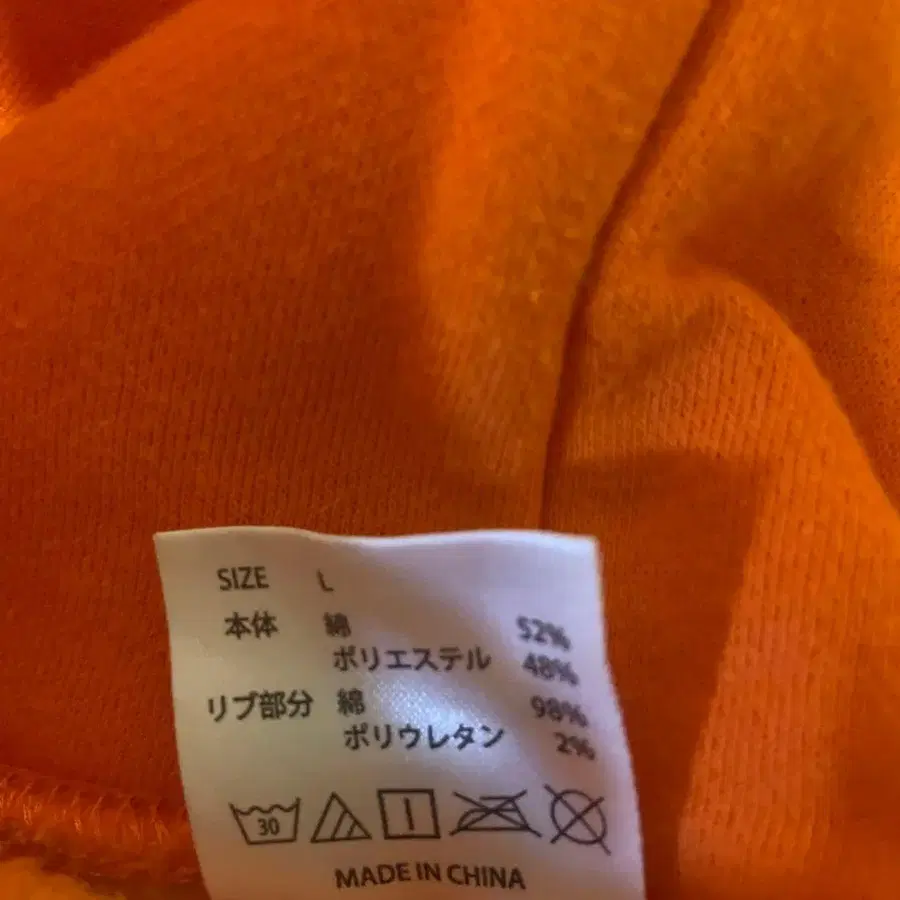 SIZE L
本体 綿 52%
ポリエステル 48%
リブ部分 綿 98%
ポリウレタン 2%
30
MADE IN CHINA